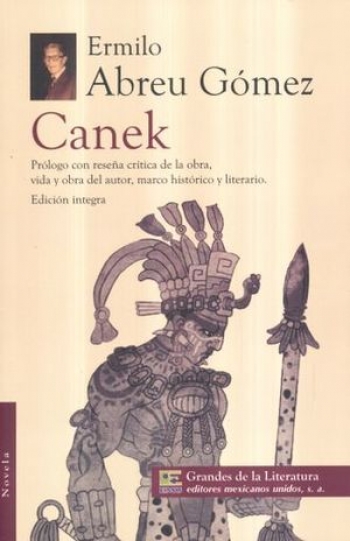 Ermilo
Abreu Gómez
Canek
Prólogo con reseña crítica de la obra,
vida y obra del autor, marco histórico y literario.
Edición integra
Novela
Grandes de la Literatura
editores mexicanos unidos, s. a.